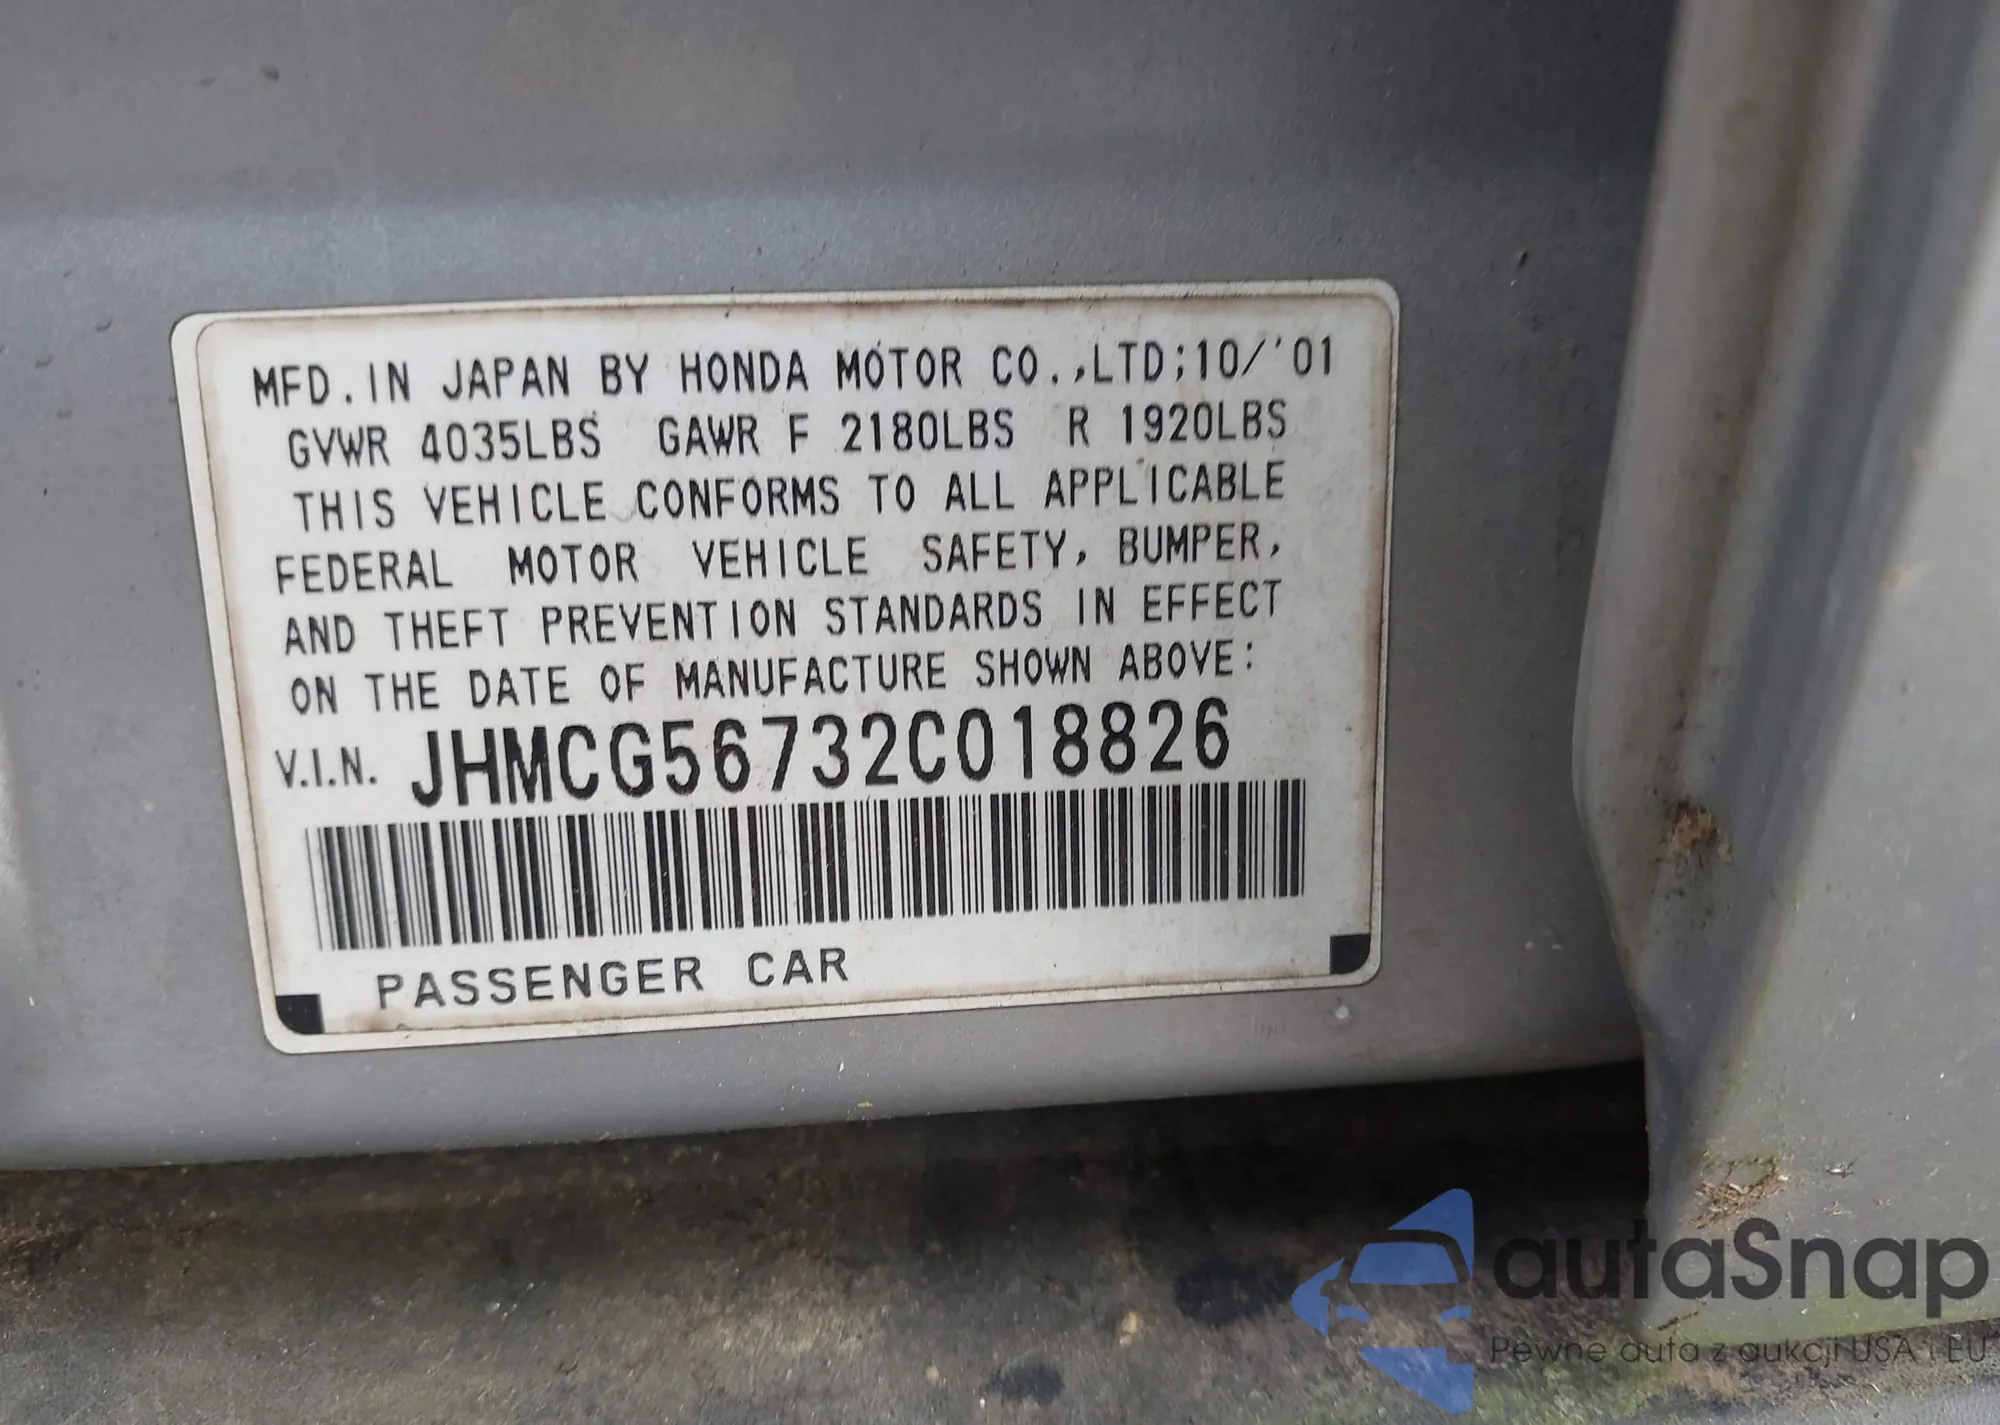 MFD. IN JAPAN BY HONDA MOTOR CO.,LTD;10/'01
GVWR 4035LBS GAWR F 2180LBS R 1920LBS
THIS VEHICLE CONFORMS TO ALL APPLICABLE
FEDERAL MOTOR VEHICLE SAFETY, BUMPER,
AND THEFT PREVENTION STANDARDS IN EFFECT
ON THE DATE OF MANUFACTURE SHOWN ABOVE:
V.I.N. JHMCG56732C018826
PASSENGER CAR
autaSnap
Pewne auta z aukcji USA i EU